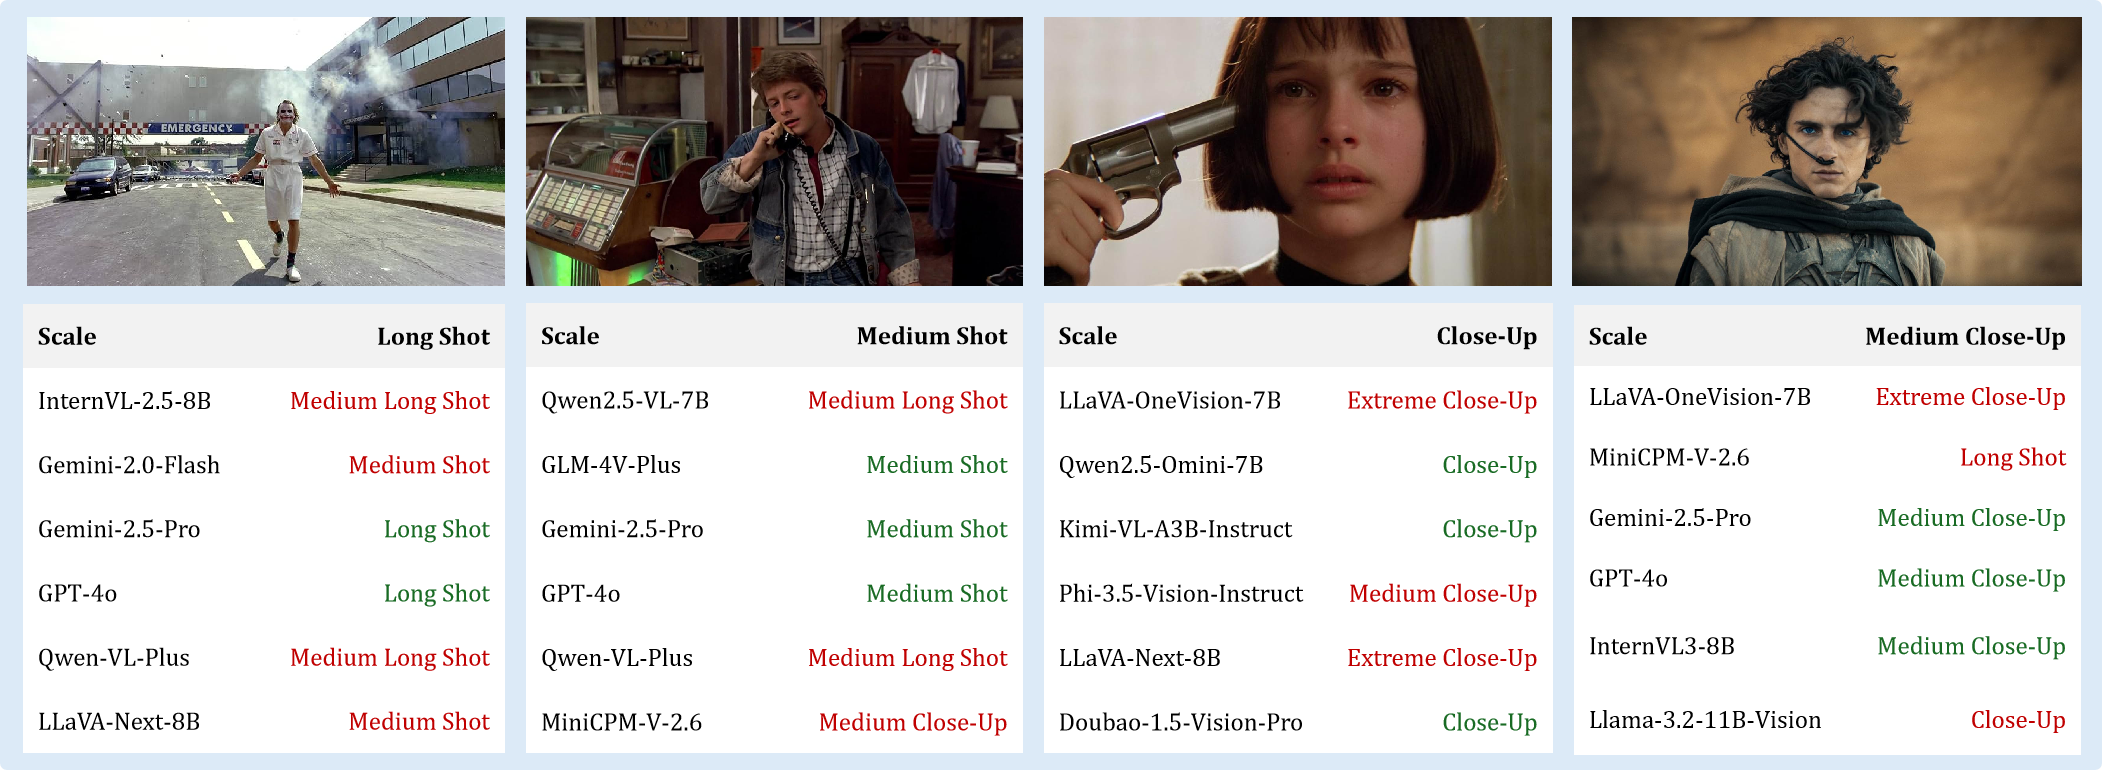 EMERGENCY
Scale Long Shot
InternVL-2.5-8B Medium Long Shot
Gemini-2.0-Flash Medium Shot
Gemini-2.5-Pro Long Shot
GPT-4o Long Shot
Qwen-VL-Plus Medium Long Shot
LLaVA-Next-8B Medium Shot
Scale Medium Shot
Qwen2.5-VL-7B Medium Long Shot
GLM-4V-Plus Medium Shot
Gemini-2.5-Pro Medium Shot
GPT-4o Medium Shot
Qwen-VL-Plus Medium Long Shot
MiniCPM-V-2.6 Medium Close-Up
Scale Close-Up
LLaVA-OneVision-7B Extreme Close-Up
Qwen2.5-Omini-7B Close-Up
Kimi-VL-A3B-Instruct Close-Up
Phi-3.5-Vision-Instruct Medium Close-Up
LLaVA-Next-8B Extreme Close-Up
Doubao-1.5-Vision-Pro Close-Up
Scale Medium Close-Up
LLaVA-OneVision-7B Extreme Close-Up
MiniCPM-V-2.6 Long Shot
Gemini-2.5-Pro Medium Close-Up
GPT-4o Medium Close-Up
InternVL3-8B Medium Close-Up
Llama-3.2-11B-Vision Close-Up